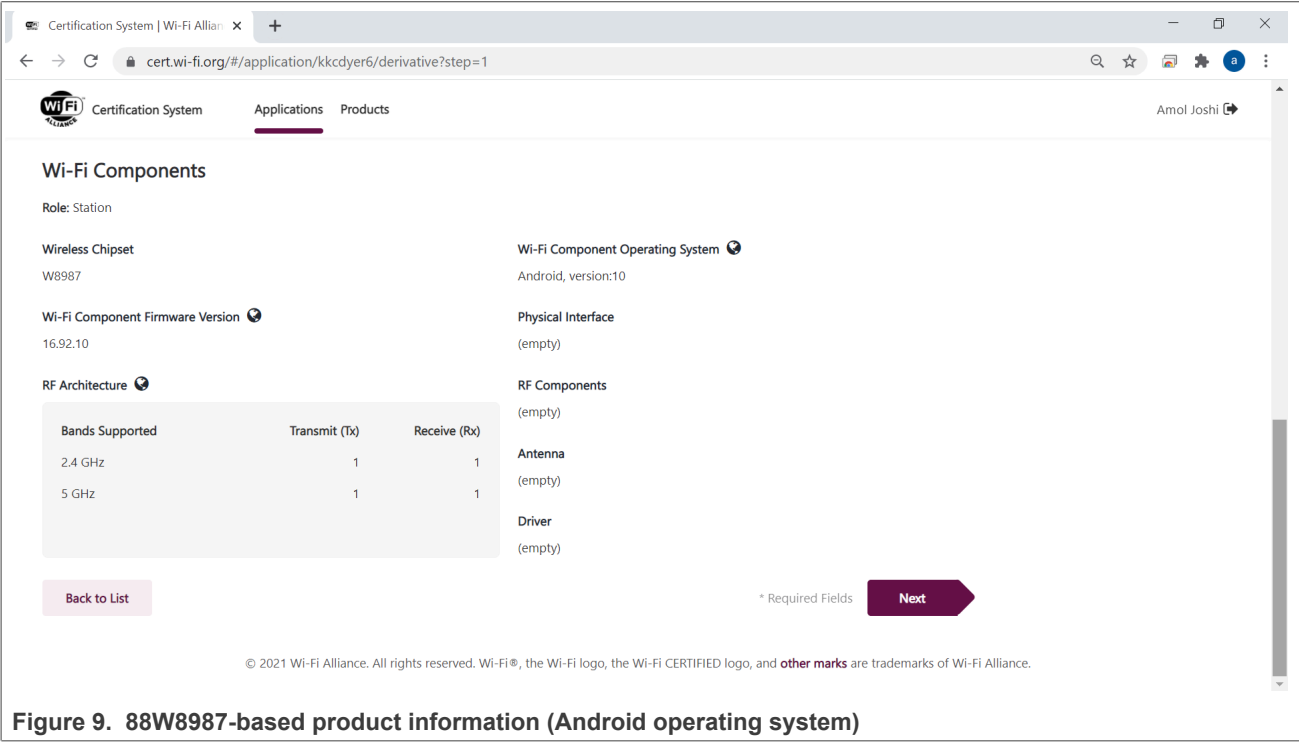 Certification System | Wi-Fi Allian
cert.wi-fi.org/#/application/kkcdyer6/derivative?step=1
a
Wi Fi
ALLIANCE
Certification System Applications Products Amol Joshi
Wi-Fi Components
Role: Station
Wireless Chipset
W8987
Wi-Fi Component Operating System
Android, version:10
Wi-Fi Component Firmware Version
16.92.10
Physical Interface
(empty)
RF Architecture
Bands Supported Transmit (Tx) Receive (Rx)
2.4 GHz 1 1
5 GHz 1 1
RF Components
(empty)
Antenna
(empty)
Driver
(empty)
Back to List
* Required Fields
Next
© 2021 Wi-Fi Alliance. All rights reserved. Wi-Fi®, the Wi-Fi logo, the Wi-Fi CERTIFIED logo, and other marks are trademarks of Wi-Fi Alliance.
Figure 9. 88W8987-based product information (Android operating system)